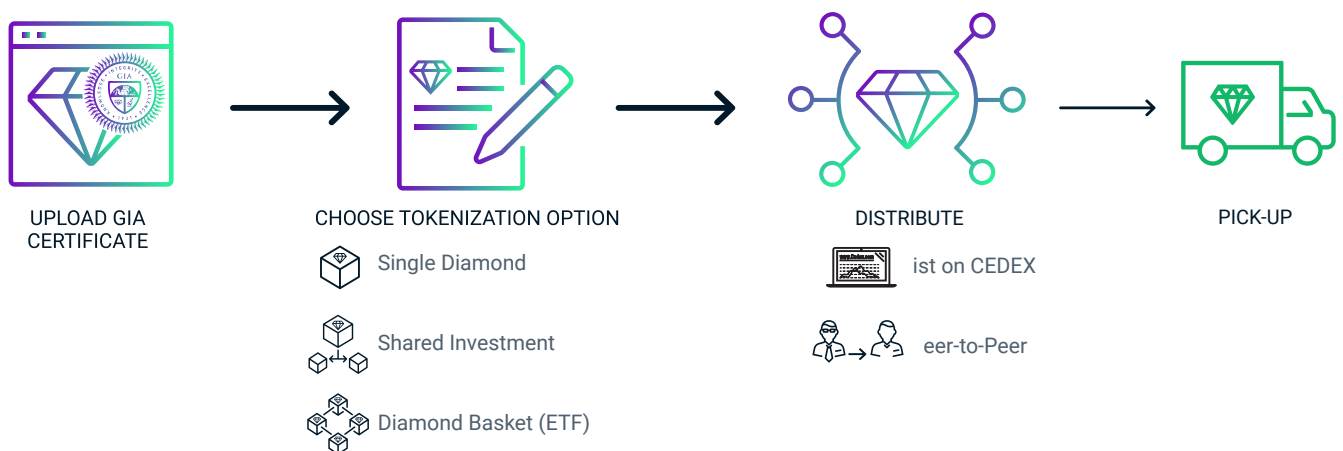 GIA
UPLOAD GIA
CERTIFICATE
CHOOSE TOKENIZATION OPTION
Single Diamond
Shared Investment
Diamond Basket (ETF)
DISTRIBUTE
ist on CEDEX
eer-to-Peer
PICK-UP